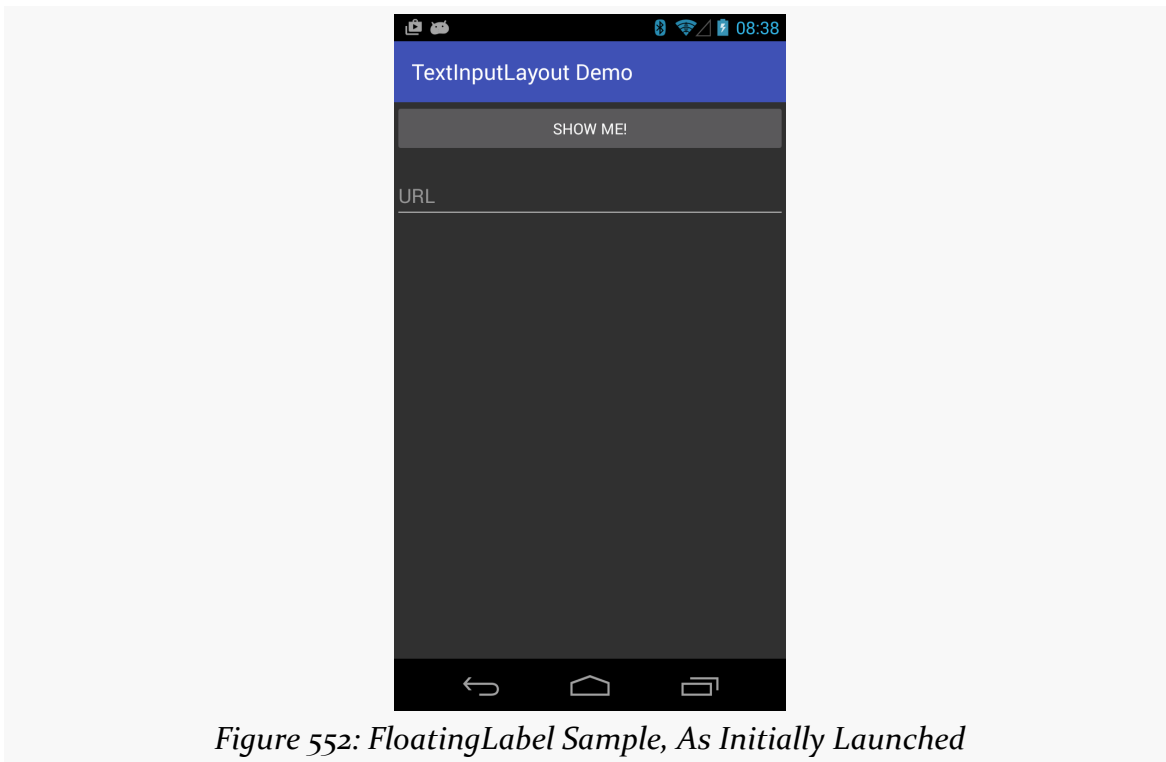 08:38
TextInputLayout Demo
SHOW ME!
URL
Figure 552: FloatingLabel Sample, As Initially Launched